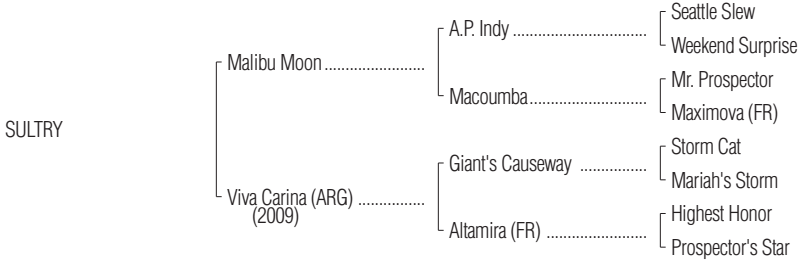 Seattle Slew
A.P. Indy ................................
Weekend Surprise
Malibu Moon ........................
Mr. Prospector
Macoumba............................
Maximova (FR)
SULTRY
Storm Cat
Giant's Causeway ................
Mariah's Storm
Viva Carina (ARG) ................
(2009)
Highest Honor
Altamira (FR) ........................
Prospector's Star